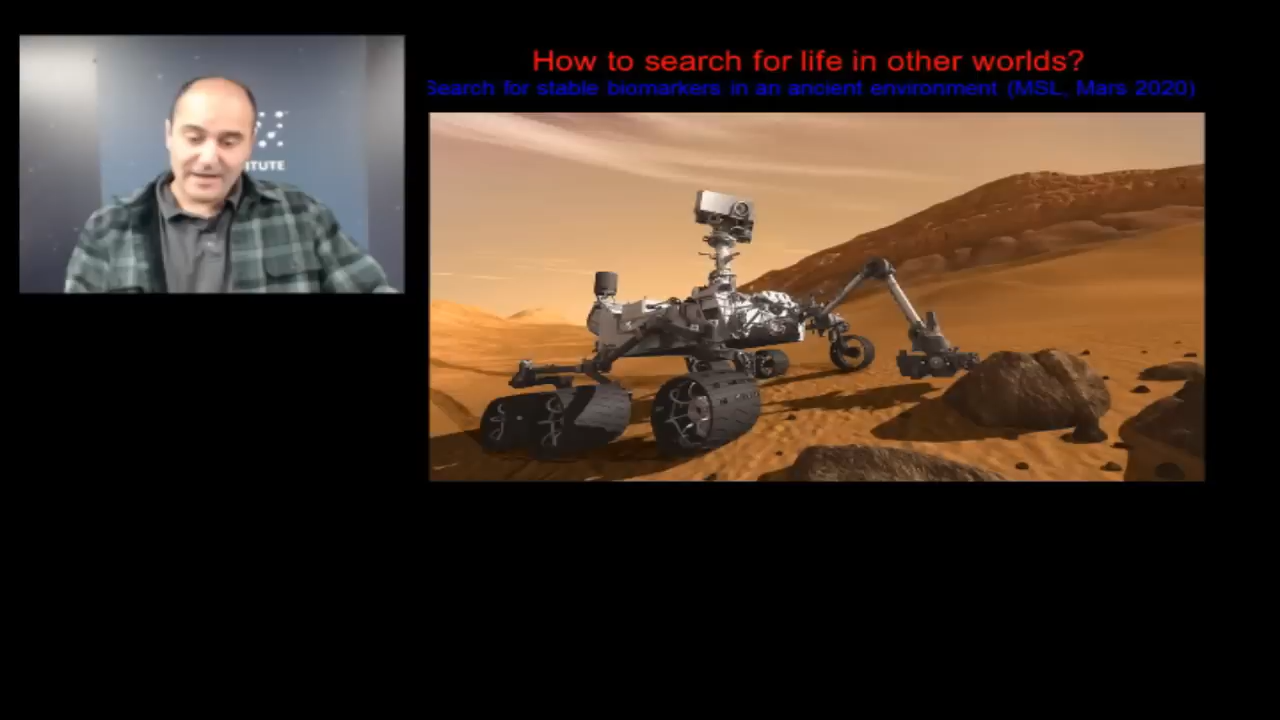 How to search for life in other worlds?
Search for stable biomarkers in an ancient environment (MSL, Mars 2020)
ITUTE